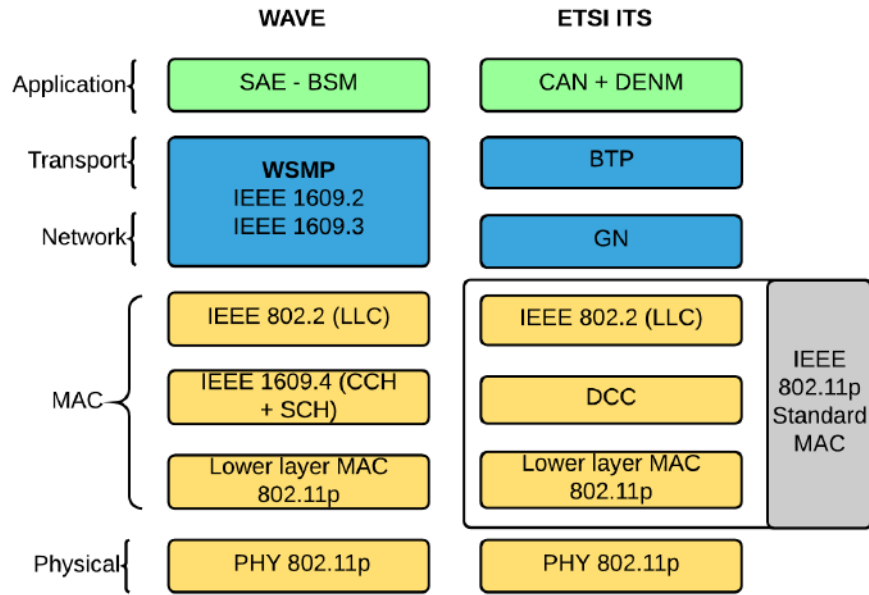 WAVE
ETSI ITS
Application
SAE - BSM
CAN + DENM
Transport
WSMP
IEEE 1609.2
IEEE 1609.3
BTP
Network
GN
MAC
IEEE 802.2 (LLC)
IEEE 802.2 (LLC)
IEEE 1609.4 (CCH
+ SCH)
DCC
Lower layer MAC
802.11p
Lower layer MAC
802.11p
IEEE
802.11p
Standard
MAC
Physical
PHY 802.11p
PHY 802.11p